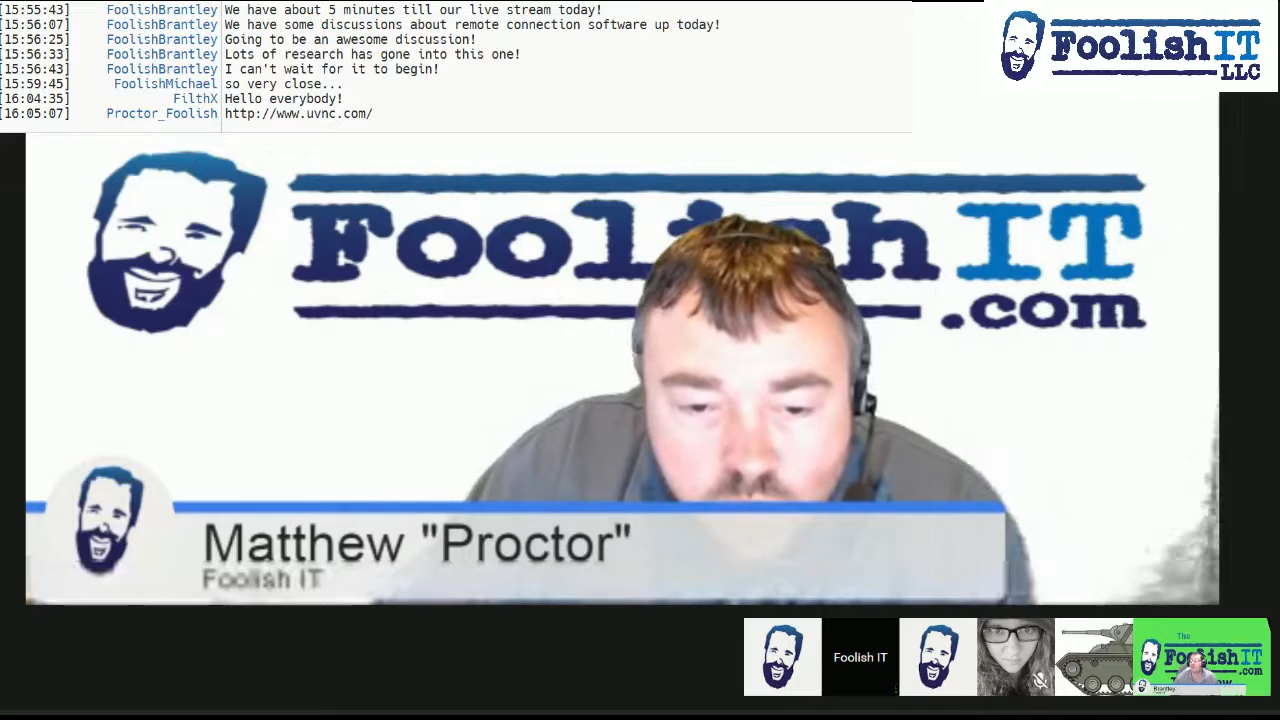 [15:55:43] FoolishBrantley We have about 5 minutes till our live stream today!
[15:56:07] FoolishBrantley We have some discussions about remote connection software up today!
[15:56:25] FoolishBrantley Going to be an awesome discussion!
[15:56:33] FoolishBrantley Lots of research has gone into this one!
[15:56:43] FoolishBrantley I can't wait for it to begin!
[15:59:45] FoolishMichael so very close...
[16:04:35] FilthX Hello everybody!
[16:05:07] Proctor_Foolish http://www.uvnc.com/
FoolishIT
LLC
FoolishIT
.com
Matthew "Proctor"
Foolish IT
Foolish IT
The
FoolishIT
.com
Brantley